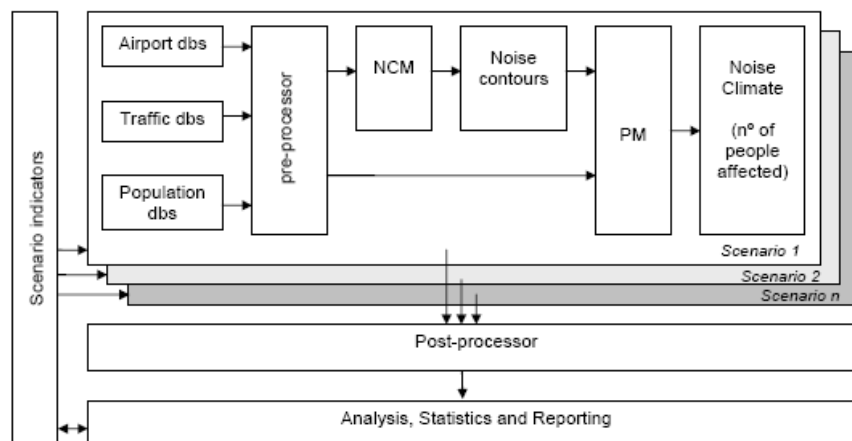 Scenario indicators
Airport dbs
Traffic dbs
Population
dbs
pre-processor
NCM
Noise
contours
PM
Noise
Climate
(nº of
people
affected)
Scenario 1
Scenario 2
Scenario n
Post-processor
Analysis, Statistics and Reporting